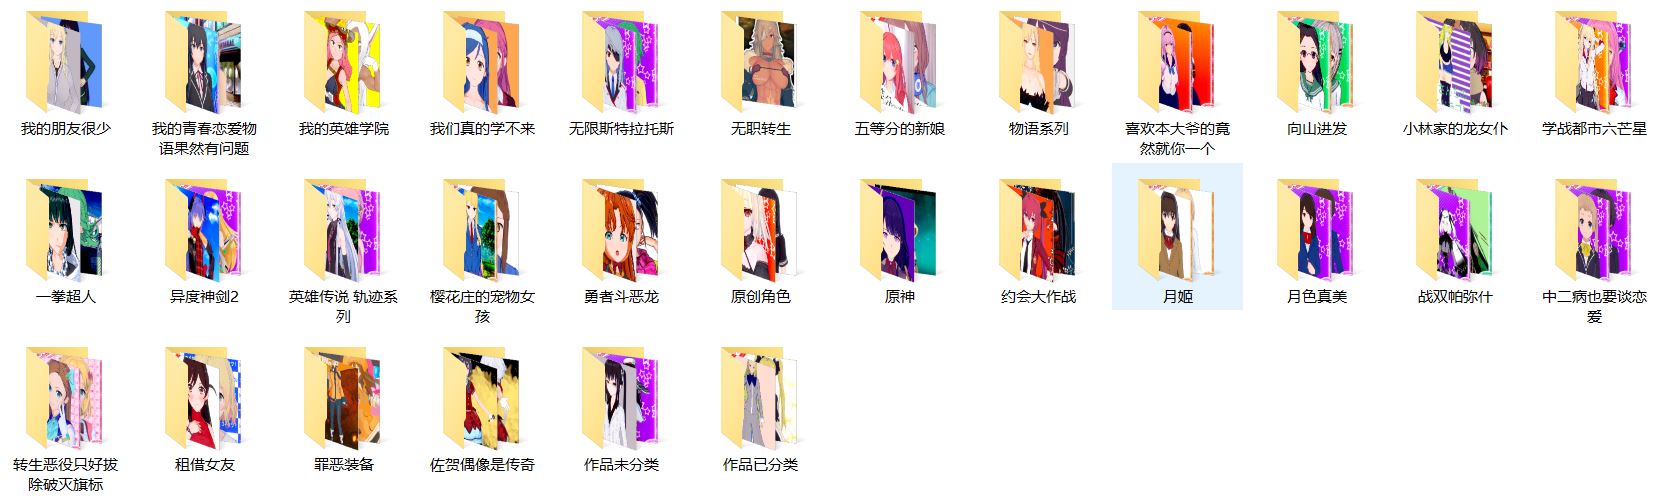 我的朋友很少
我的青春恋爱物
语果然有问题
我的英雄学院
我们真的学不来
无限斯特拉托斯
无职转生
五等分的新娘
物语系列
喜欢本大爷的竟
然就你一个
向山进发
小林家的龙女仆
学战都市六芒星
一拳超人
异度神剑2
英雄传说 轨迹系
列
樱花庄的宠物女
孩
勇者斗恶龙
原创角色
原神
约会大作战
月姬
月色真美
战双帕弥什
中二病也要谈恋
爱
转生恶役只好拔
除破灭旗标
租借女友
罪恶装备
佐贺偶像是传奇
作品未分类
作品已分类